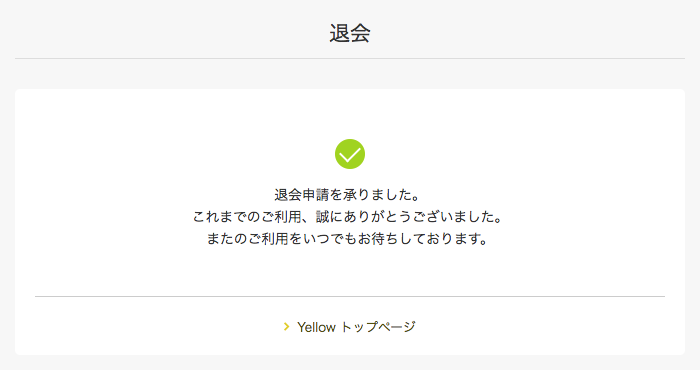 退会
退会申請を承りました。
これまでのご利用、誠にありがとうございました。
またのご利用をいつでもお待ちしております。
Yellow トップページ